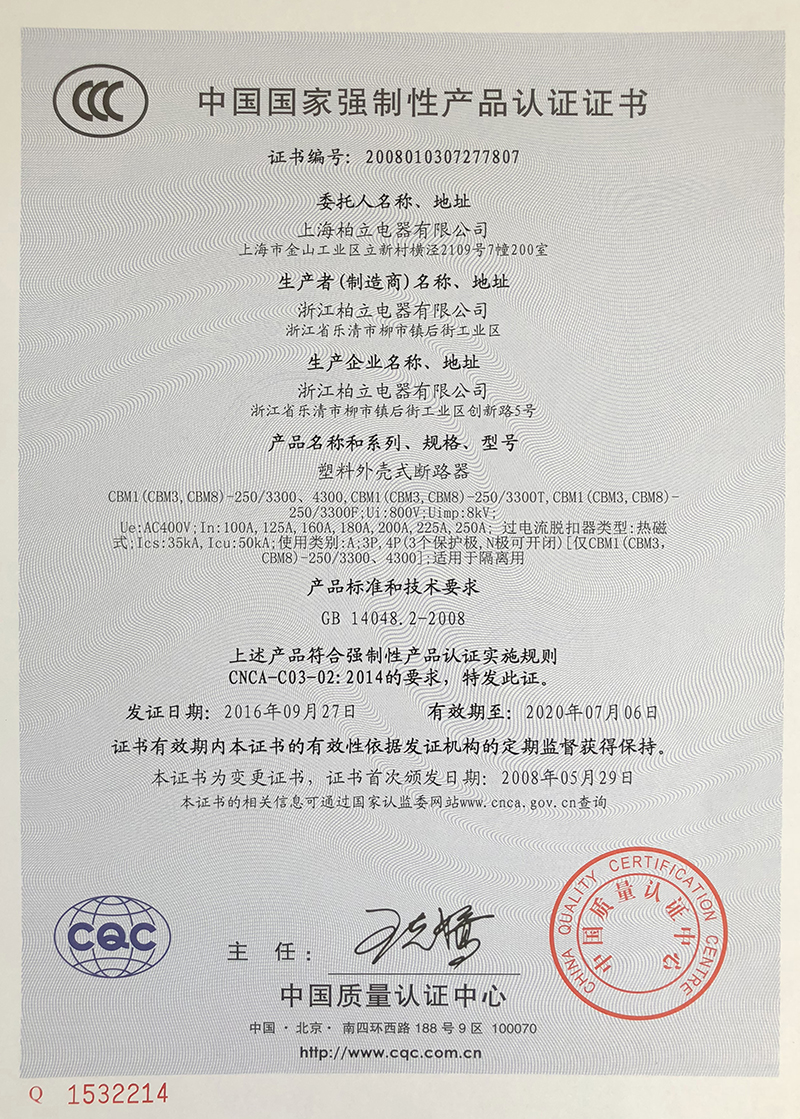 CCC
中国国家强制性产品认证证书
证书编号：2008010307277807
委托人名称、地址
上海柏立电器有限公司
上海市金山工业区立新村横泾2109号7幢200室
生产者(制造商)名称、地址
浙江柏立电器有限公司
浙江省乐清市柳市镇后街工业区
生产企业名称、地址
浙江柏立电器有限公司
浙江省乐清市柳市镇后街工业区创新路5号
产品名称和系列、规格、型号
塑料外壳式断路器
CBM1(CBM3,CBM8)-250/3300、4300,CBM1(CBM3,CBM8)-250/3300T,CBM1(CBM3,CBM8)-
250/3300F;Ui:800V;Uimp:8kV;
Ue:AC400V;In:100A,125A,160A,180A,200A,225A,250A; 过电流脱扣器类型:热磁
式;Ics:35kA,Icu:50kA;使用类别:A;3P,4P(3个保护极,N极可开闭)[仅CBM1(CBM3,
CBM8)-250/3300、4300];适用于隔离用
产品标准和技术要求
GB 14048.2-2008
上述产品符合强制性产品认证实施规则
CNCA-C03-02:2014的要求，特发此证。
发证日期：2016年09月27日 有效期至：2020年07月06日
证书有效期内本证书的有效性依据发证机构的定期监督获得保持。
本证书为变更证书，证书首次颁发日期：2008年05月29日
本证书的相关信息可通过国家认监委网站www.cnca.gov.cn查询
CHINA QUALITY CERTIFICATION CENTRE
中国质量认证中心
CQC
主 任：
中国质量认证中心
中国·北京·南四环西路188号9区 100070
http://www.cqc.com.cn
Q 1532214